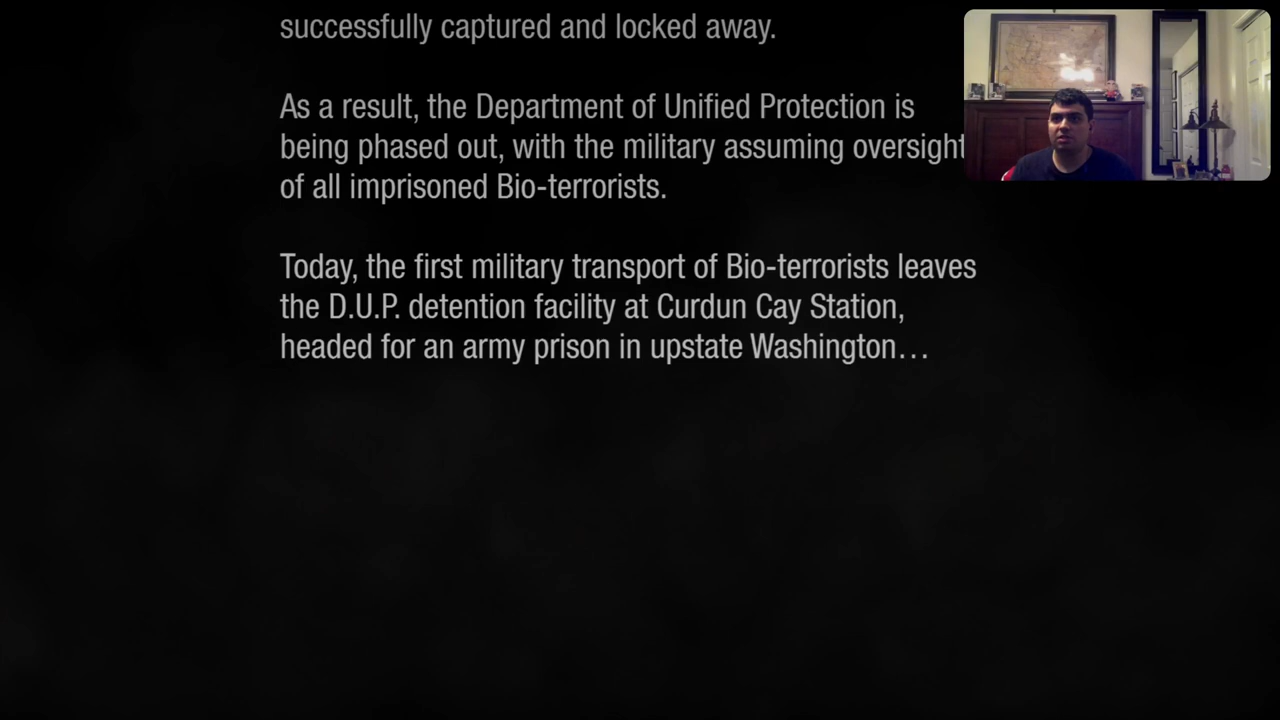 successfully captured and locked away.
As a result, the Department of Unified Protection is
being phased out, with the military assuming oversight
of all imprisoned Bio-terrorists.
Today, the first military transport of Bio-terrorists leaves
the D.U.P. detention facility at Curdun Cay Station,
headed for an army prison in upstate Washington…